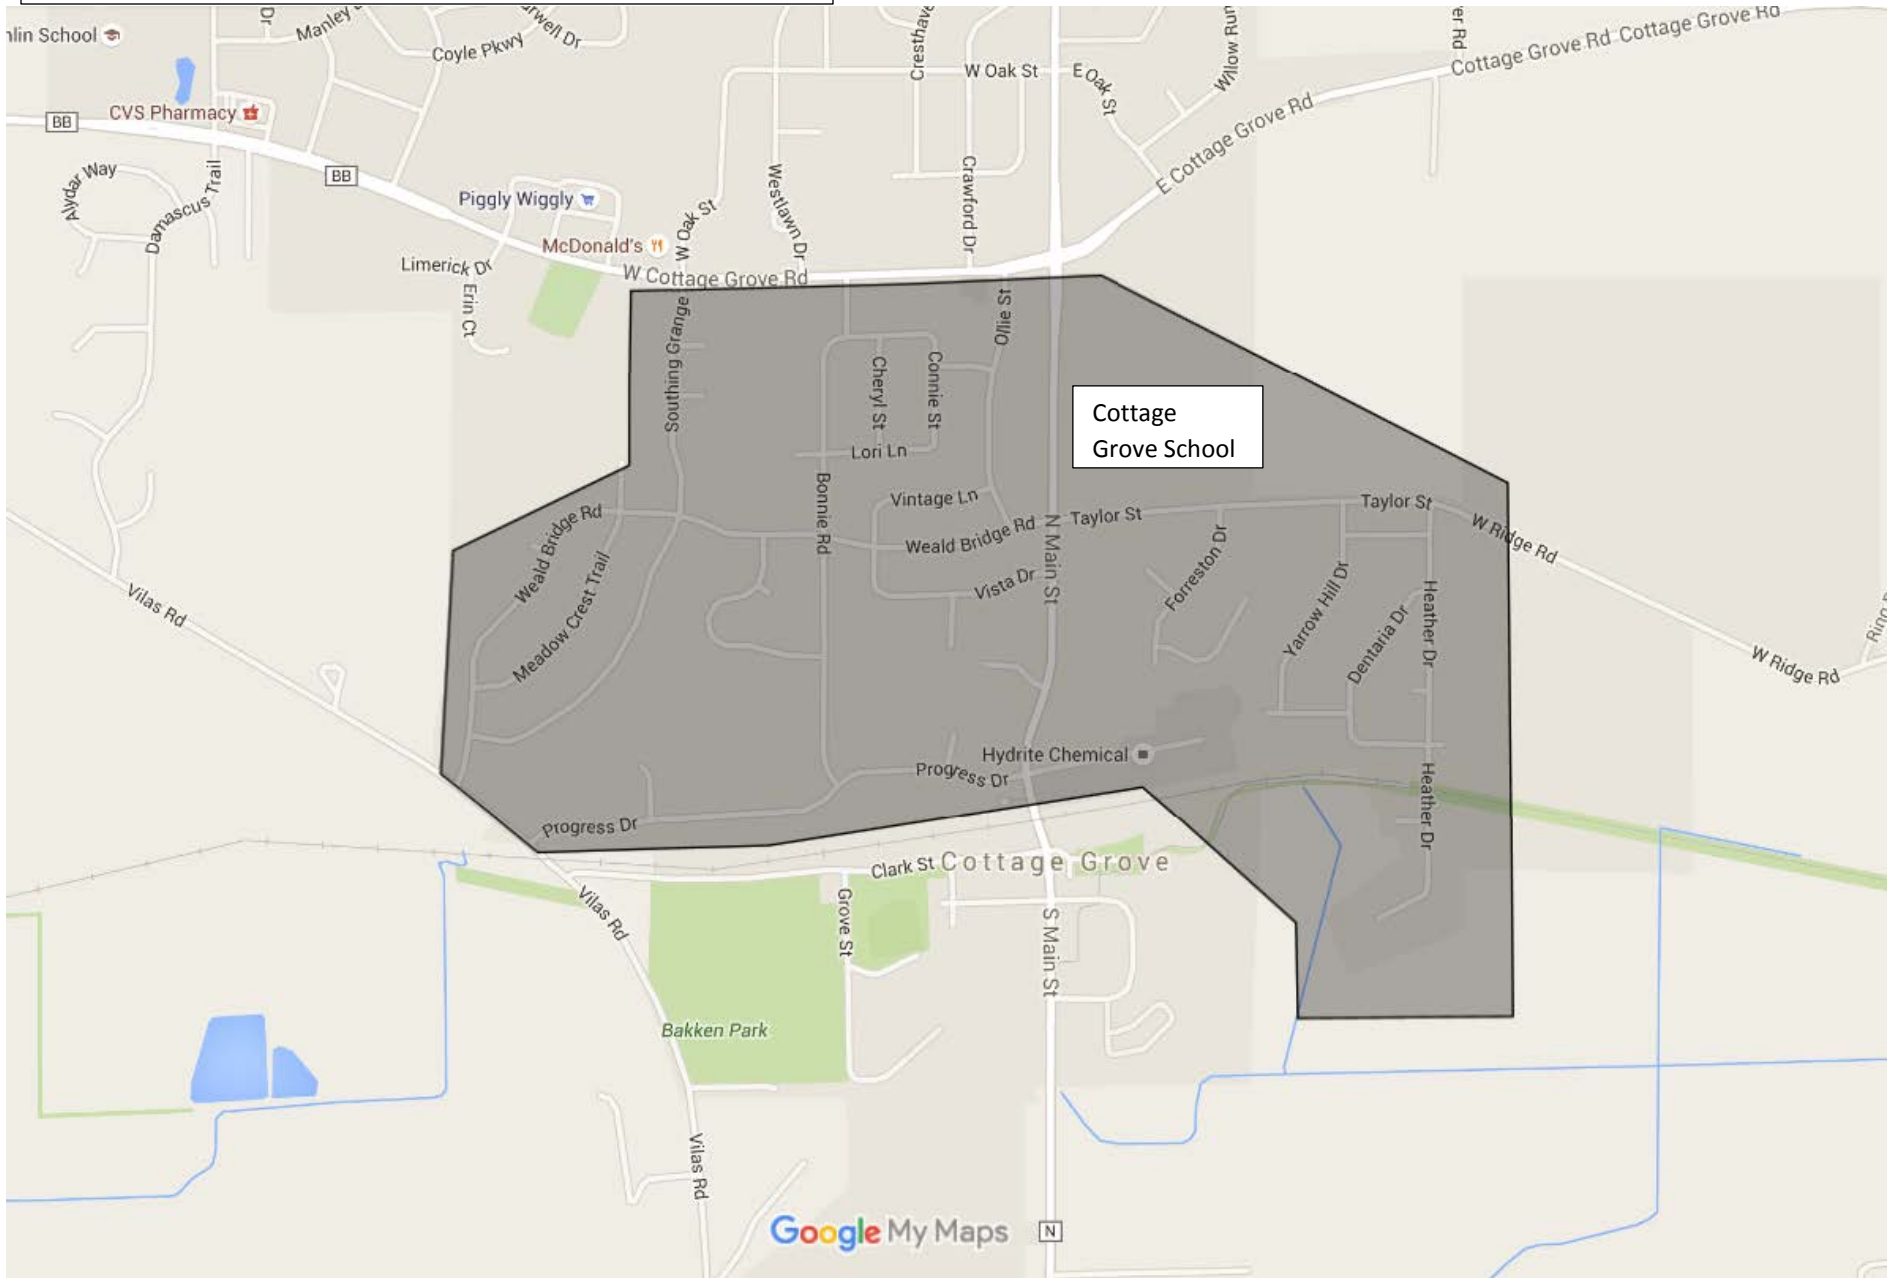 Dr
Manley
Coyle Pkwy
W Oak St
E Oak St
Cottage Grove Rd
Cottage Grove Rd
CVS Pharmacy
BB
BB
E Cottage Grove Rd
Alydar Way
Damascus Trail
Piggly Wiggly
W Oak St
Westlawn Dr
Crawford Dr
McDonald's
Limerick Dr
W Cottage Grove Rd
Erin Ct
Southing Grange
Ollie St
Cheryl St
Connie St
Cottage
Grove School
Lori Ln
Bonnie Rd
Vintage Ln
Weald Bridge Rd
Weald Bridge Rd
N Main St
Taylor St
Taylor St
W Ridge Rd
Vista Dr
Forreston Dr
Meadow Crest Trail
Yarrow Hill Dr
Dentaria Dr
Heather Dr
Vilas Rd
W Ridge Rd
Hydrite Chemical
Progress Dr
Heather Dr
Progress Dr
Clark St
Cottage Grove
Vilas Rd
Grove St
S Main St
Bakken Park
Vilas Rd
Google My Maps
N